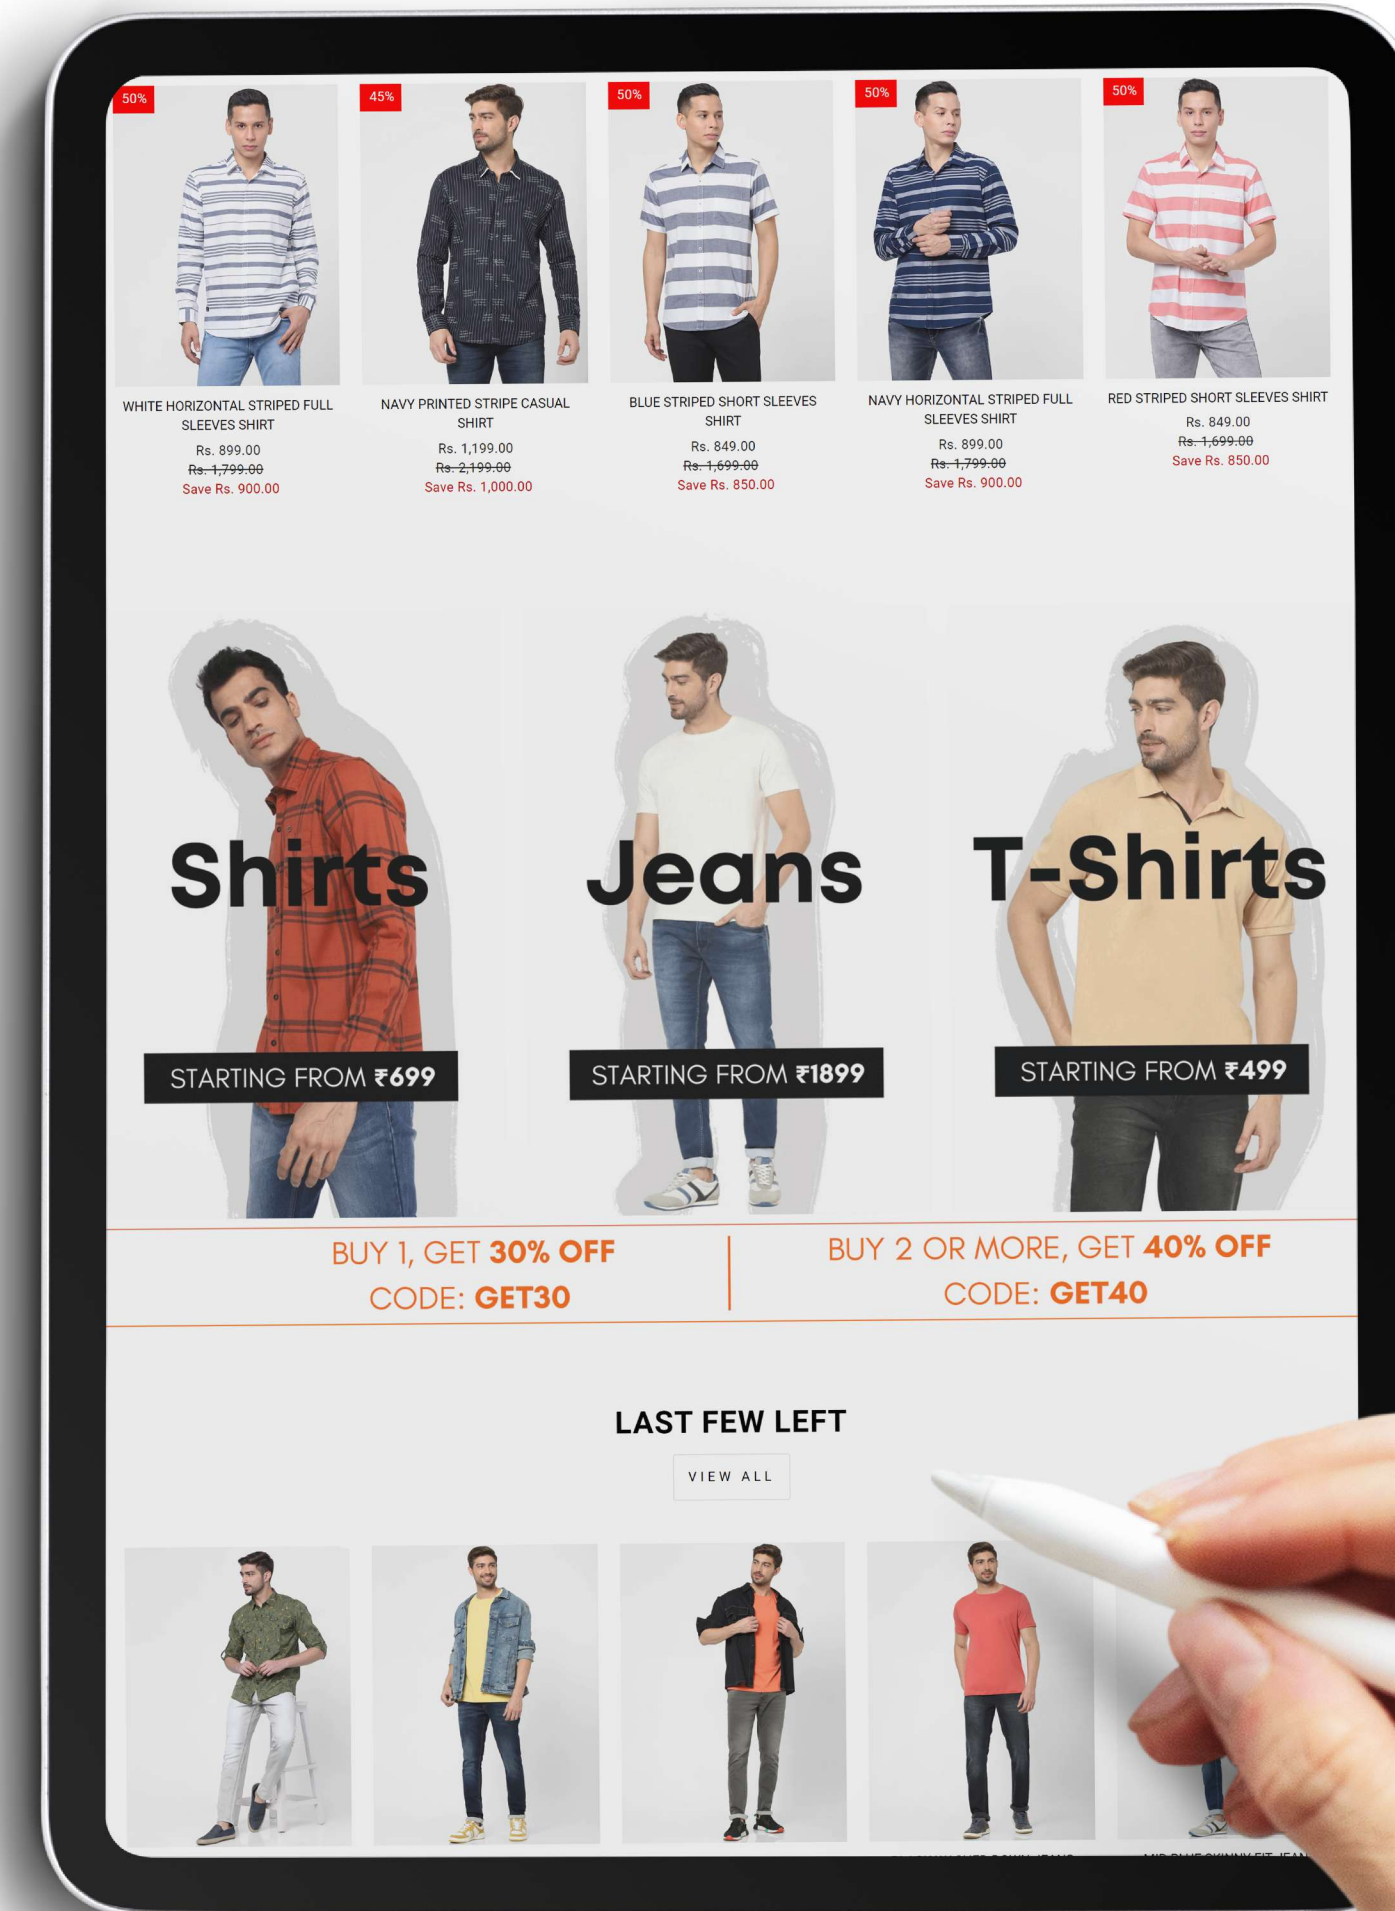 50%
45%
50%
50%
50%
WHITE HORIZONTAL STRIPED FULL
SLEEVES SHIRT
Rs. 899.00
Rs. 1,799.00
Save Rs. 900.00
NAVY PRINTED STRIPE CASUAL
SHIRT
Rs. 1,199.00
Rs. 2,199.00
Save Rs. 1,000.00
BLUE STRIPED SHORT SLEEVES
SHIRT
Rs. 849.00
Rs. 1,699.00
Save Rs. 850.00
NAVY HORIZONTAL STRIPED FULL
SLEEVES SHIRT
Rs. 899.00
Rs. 1,799.00
Save Rs. 900.00
RED STRIPED SHORT SLEEVES SHIRT
Rs. 849.00
Rs. 1,699.00
Save Rs. 850.00
Shirts
STARTING FROM ₹699
Jeans
STARTING FROM ₹1899
T-Shirts
STARTING FROM ₹499
BUY 1, GET 30% OFF
CODE: GET30
BUY 2 OR MORE, GET 40% OFF
CODE: GET40
LAST FEW LEFT
VIEW ALL
MID BLUE SKINNY FIT